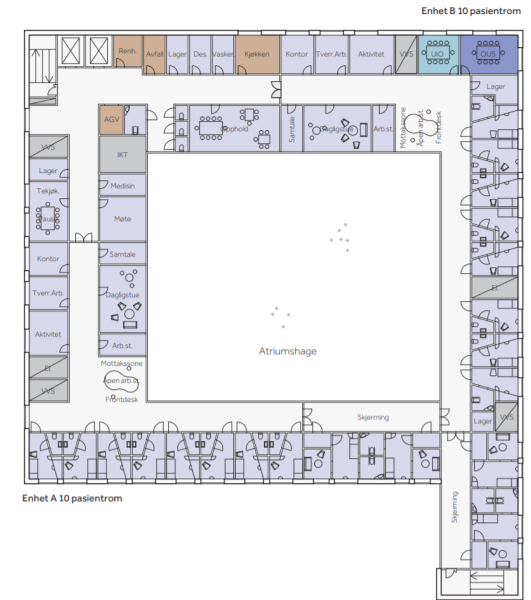 Enhet B 10 pasientrom
Renh.
Avfall
Lager
Des.
Vasker
Kjøkken
Kontor
Tverr.Arb.
Aktivitet
VVS
UiO
OUS
Lager
AGV
Opphold
Samtale
Dagligstue
Arb.st.
Mottakssone
Åpen arb.st.
Frontdesk
VVS
IKT
Lager
Medisin
Tekjøk.
Pause
Møte
Kontor
Samtale
El
Tverr.Arb.
Dagligstue
Aktivitet
Arb.st.
Atriumshage
El
Mottakssone
VVS
Åpen arb.st.
Frontdesk
Skjerming
Lager
VVS
Enhet A 10 pasientrom
Skjerming